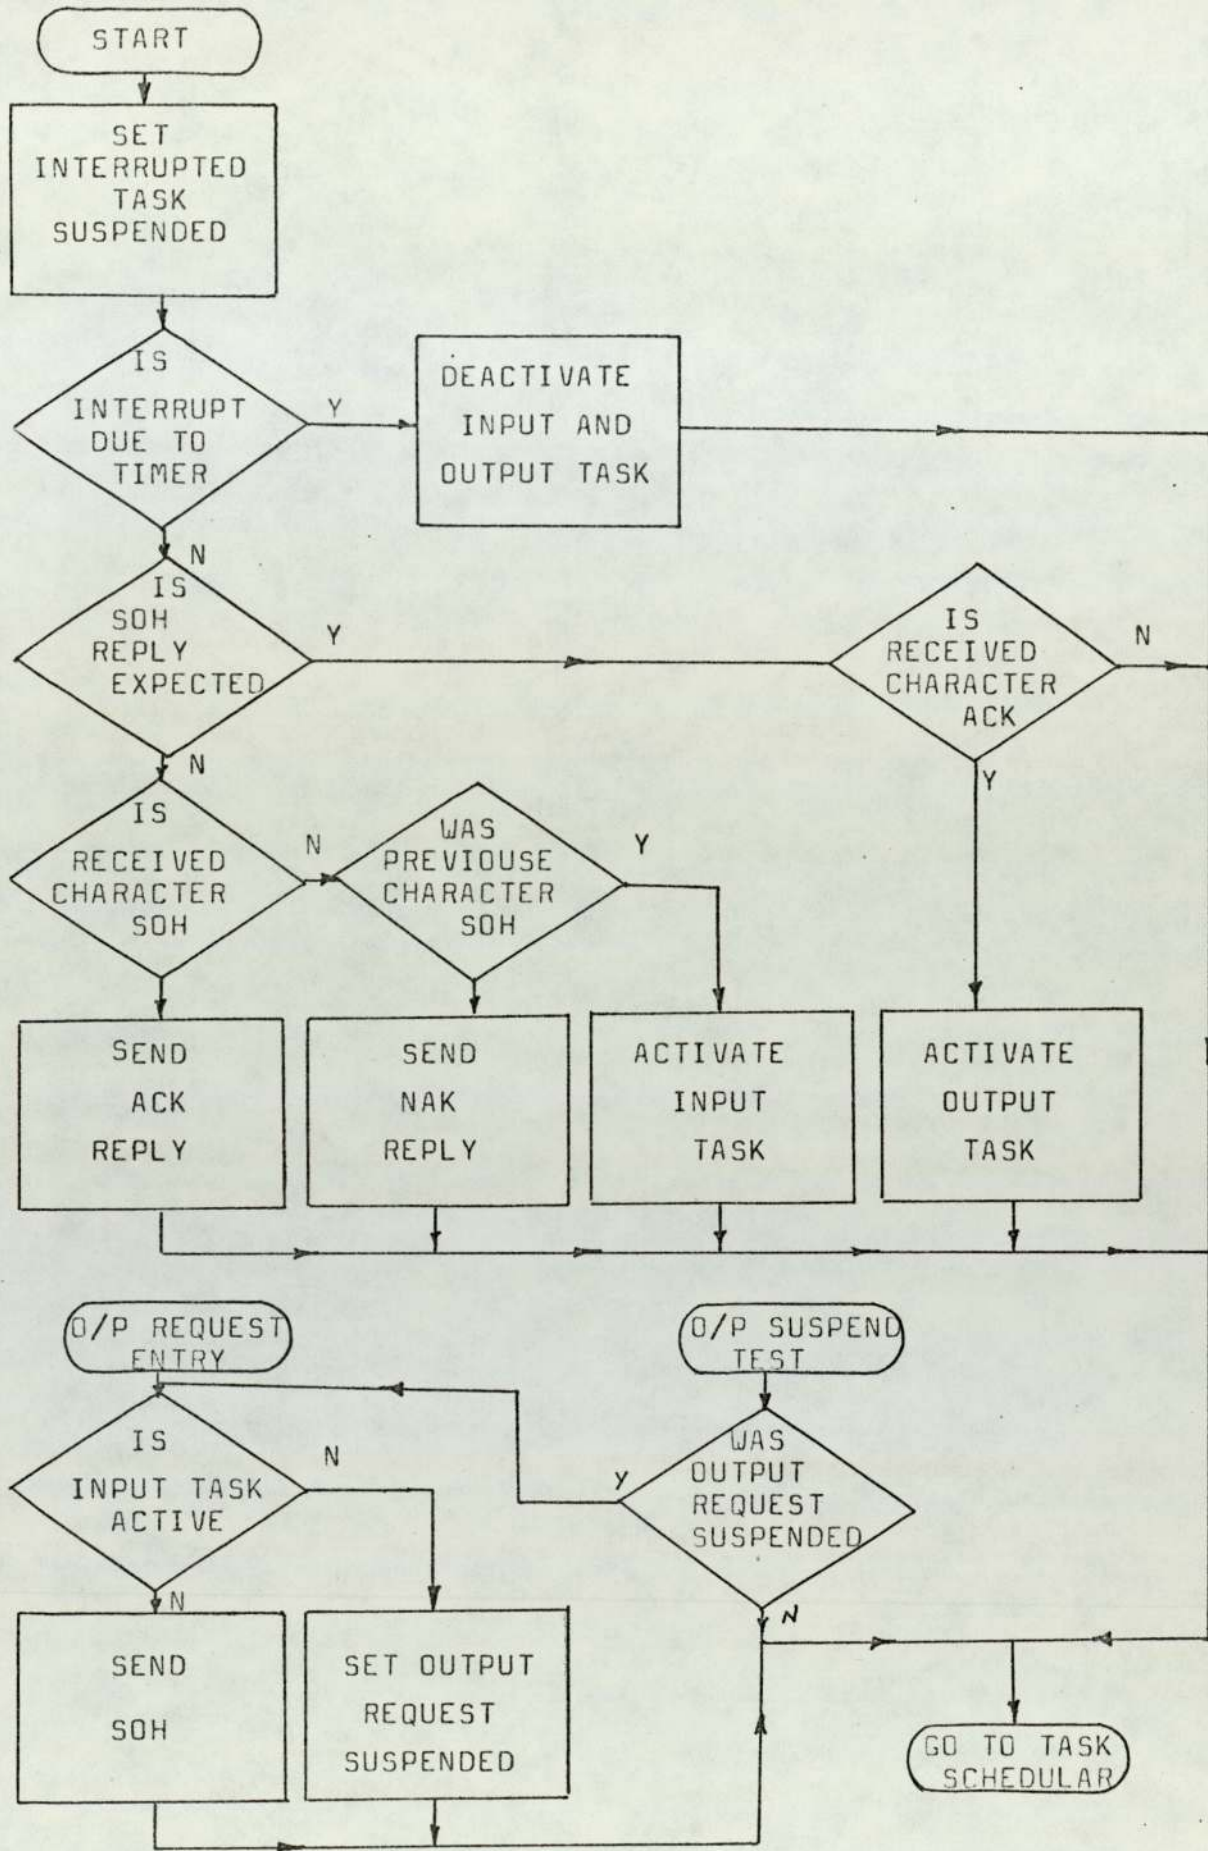 START
SET
INTERRUPTED
TASK
SUSPENDED
IS
INTERRUPT
DUE TO
TIMER
Y
DEACTIVATE
INPUT AND
OUTPUT TASK
N
IS
SOH
REPLY
EXPECTED
Y
IS
RECEIVED
CHARACTER
ACK
N
Y
N
IS
RECEIVED
CHARACTER
SOH
N
WAS
PREVIOUSE
CHARACTER
SOH
Y
SEND
ACK
REPLY
SEND
NAK
REPLY
ACTIVATE
INPUT
TASK
ACTIVATE
OUTPUT
TASK
O/P REQUEST
ENTRY
O/P SUSPEND
TEST
IS
INPUT TASK
ACTIVE
N
Y
WAS
OUTPUT
REQUEST
SUSPENDED
N
N
SEND
SOH
SET OUTPUT
REQUEST
SUSPENDED
GO TO TASK
SCHEDULAR